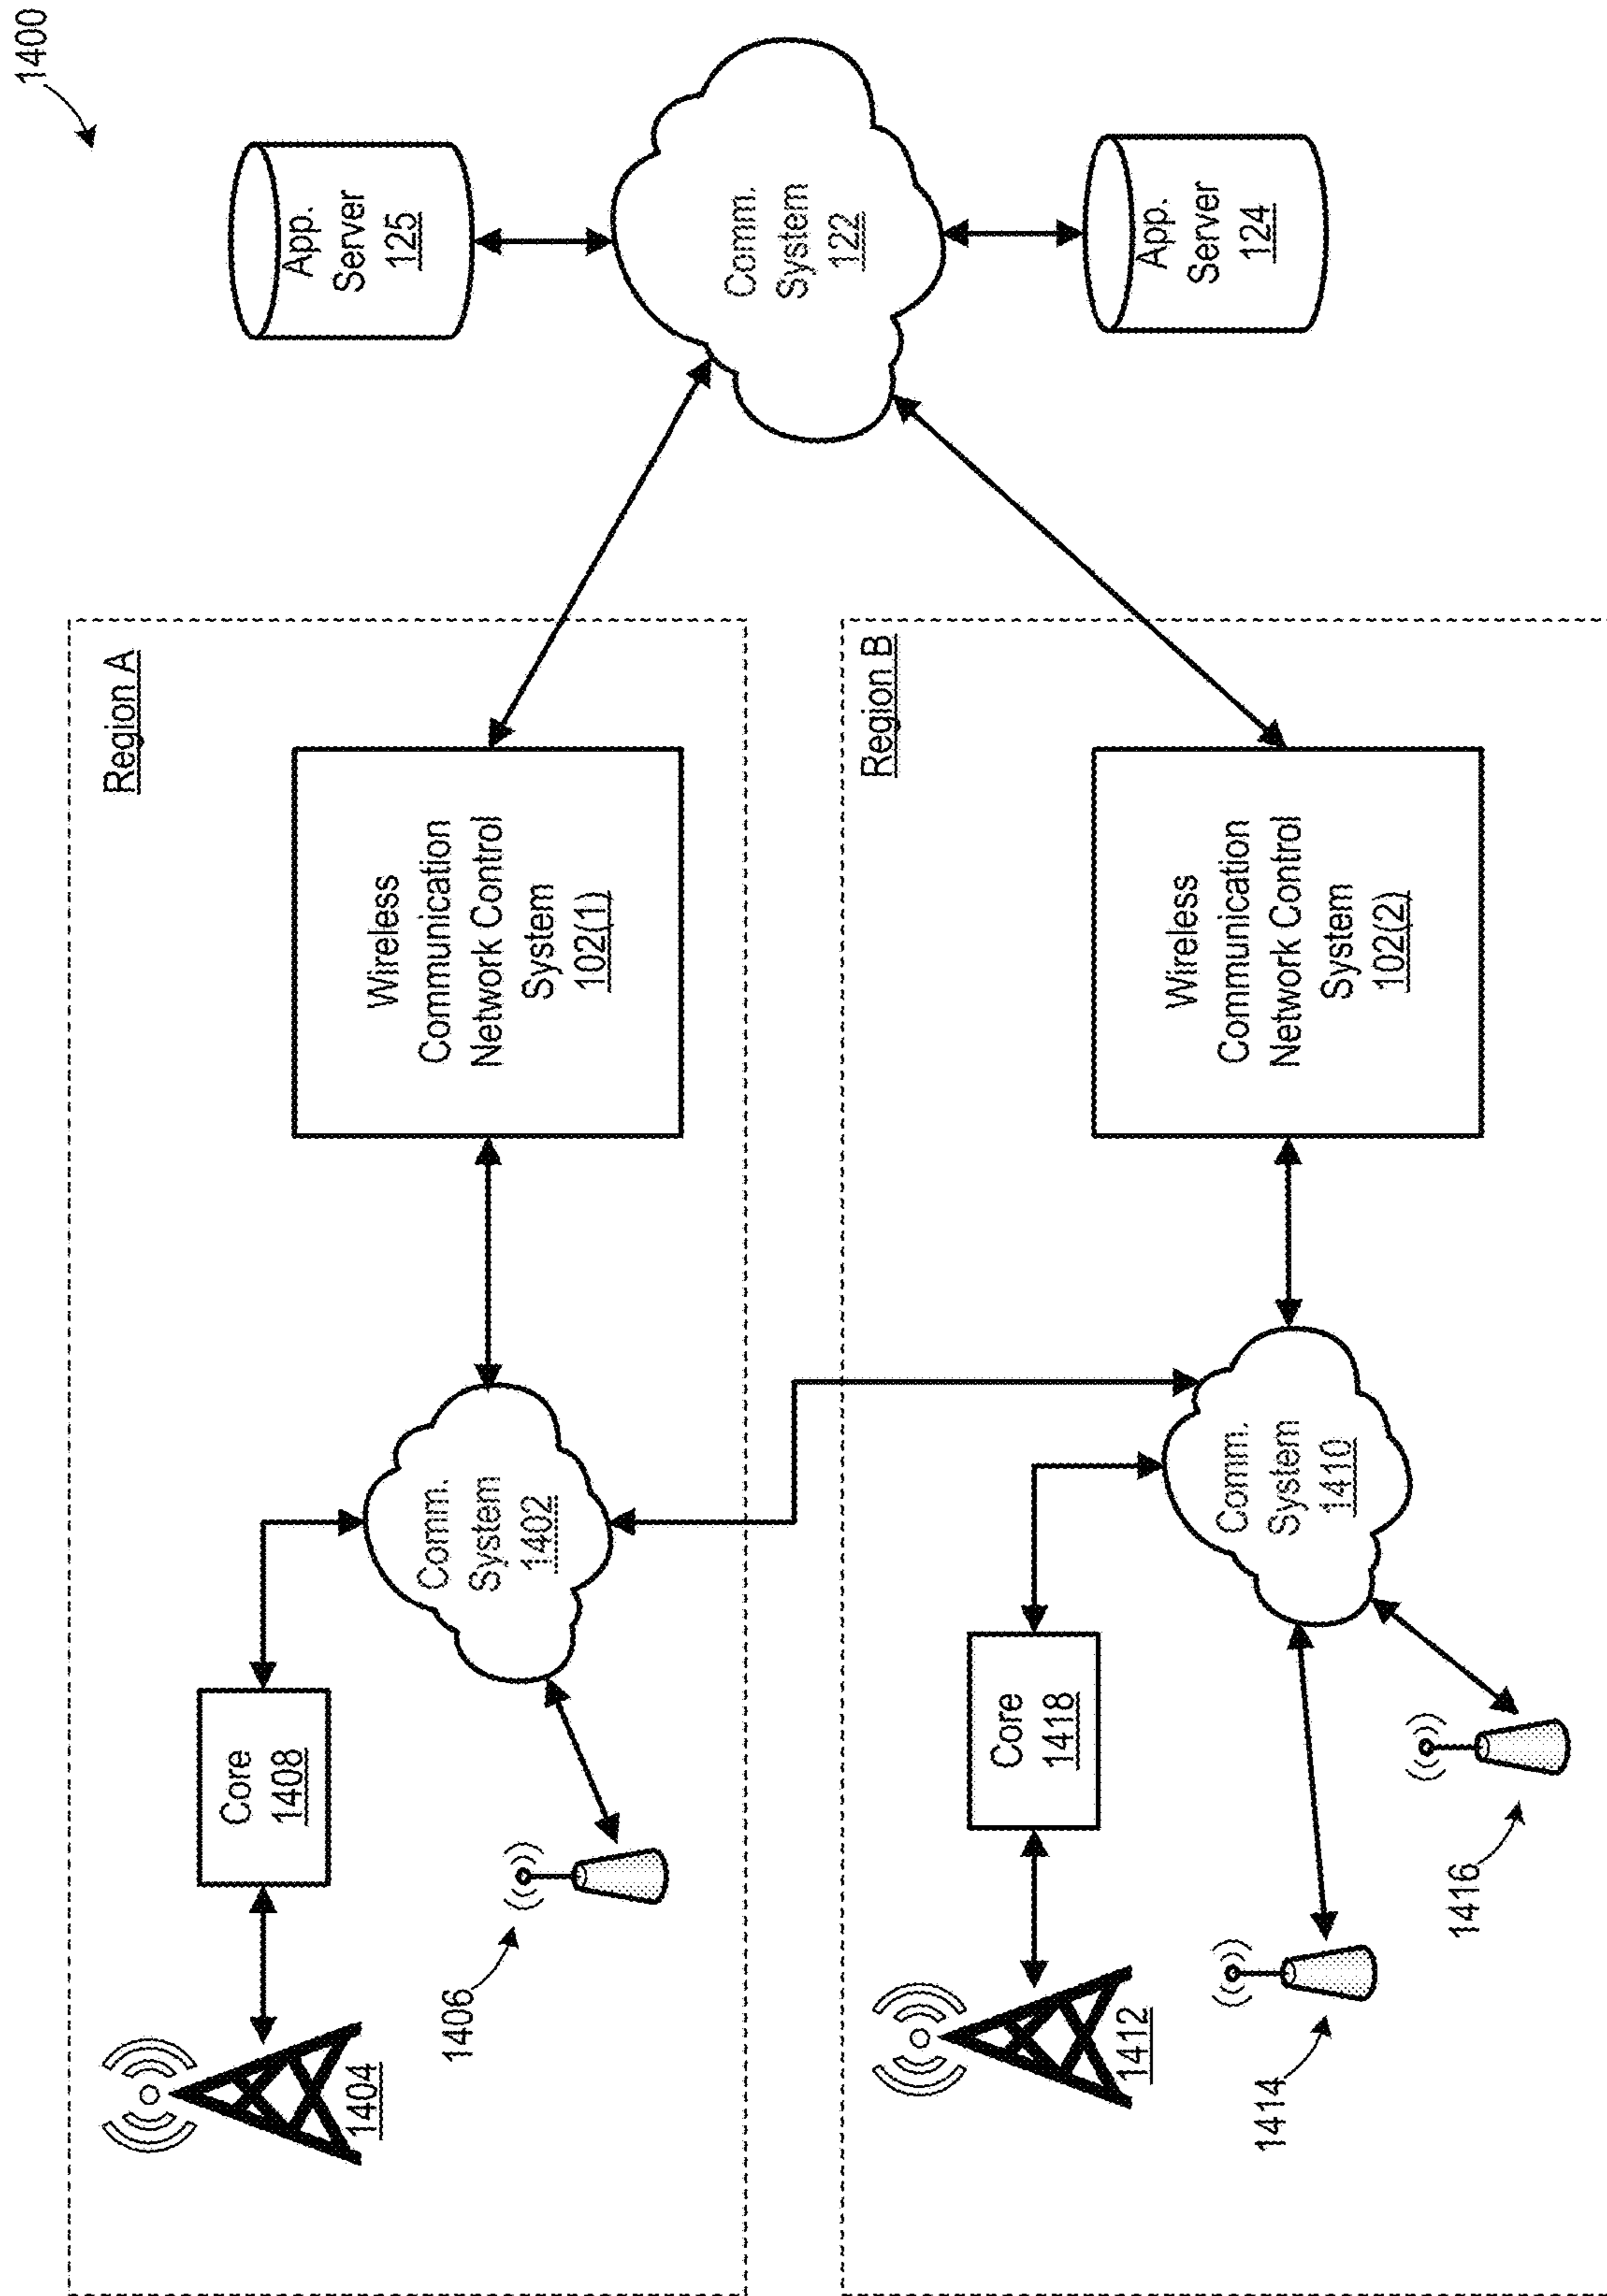 1400
Region A
1404
Core
1408
1406
Comm.
System
1402
Wireless
Communication
Network Control
System
102(1)
App.
Server
125
Comm.
System
122
App.
Server
124
Region B
1412
Core
1418
1414
1416
Comm.
System
1410
Wireless
Communication
Network Control
System
102(2)